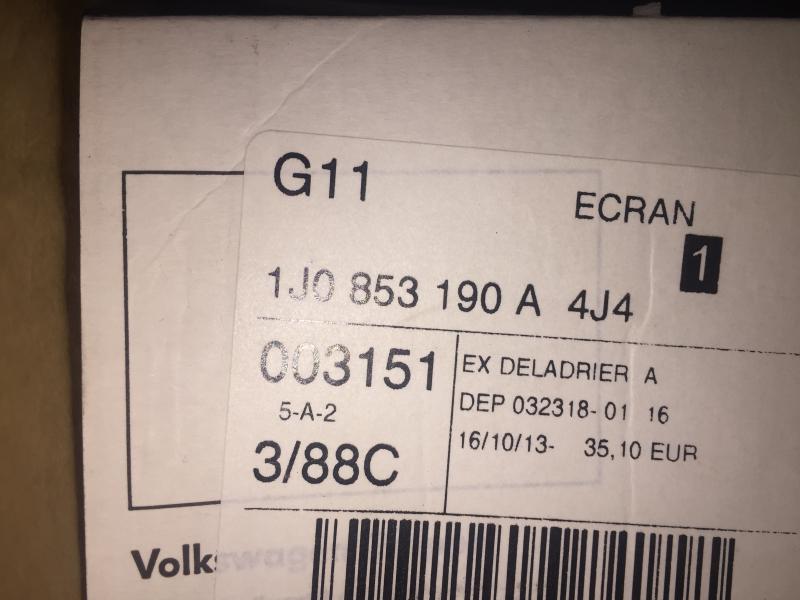 G11
ECRAN
1
1J0 853 190 A 4J4
003151
5-A-2
3/88C
EX DELADRIER A
DEP 032318- 01 16
16/10/13- 35,10 EUR
Volkswagen